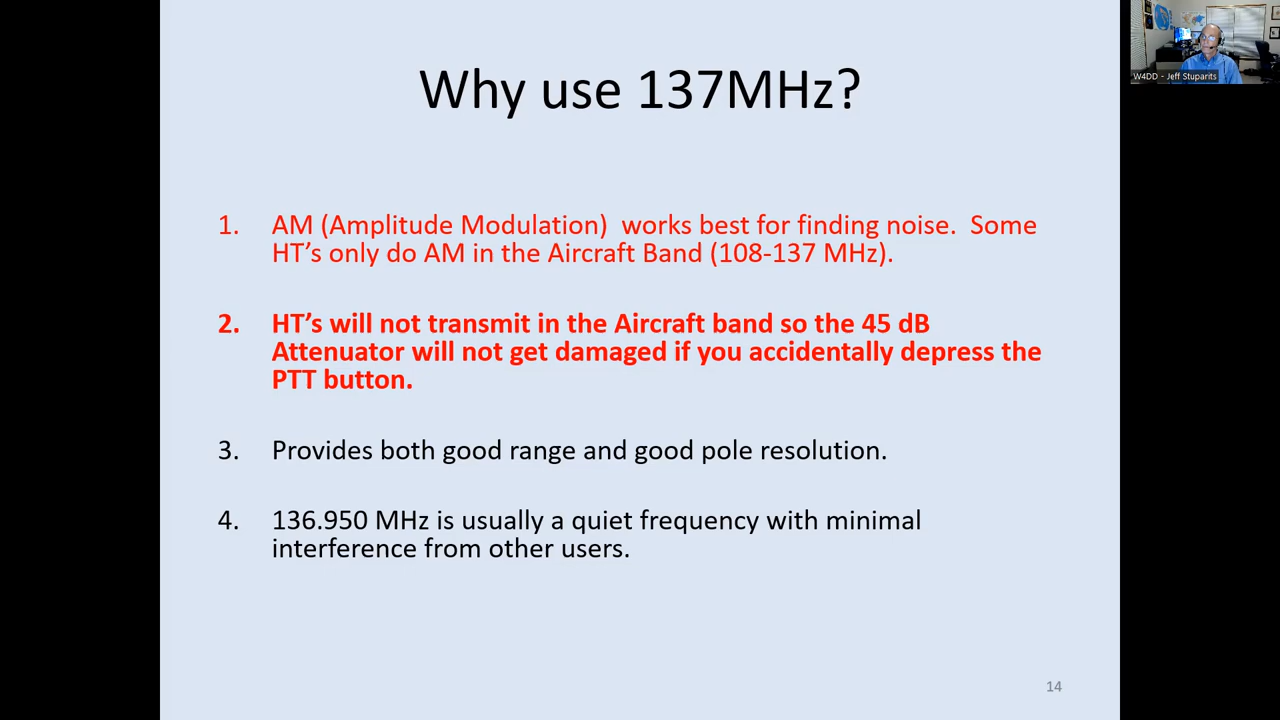 Why use 137MHz?
W4DD - Jeff Stuparits
1. AM (Amplitude Modulation)  works best for finding noise.  Some
HT’s only do AM in the Aircraft Band (108-137 MHz).
2. HT’s will not transmit in the Aircraft band so the 45 dB
Attenuator will not get damaged if you accidentally depress the
PTT button.
3. Provides both good range and good pole resolution.
4. 136.950 MHz is usually a quiet frequency with minimal
interference from other users.
14